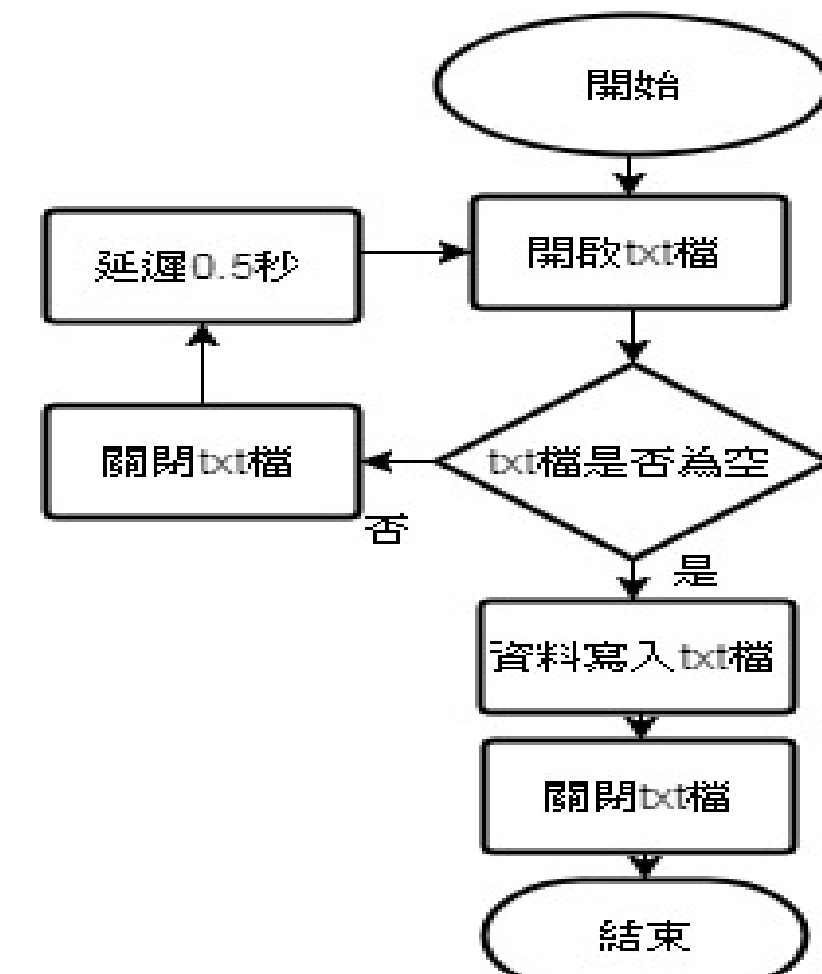 開始
開啟txt檔
延遲0.5秒
txt檔是否為空
關閉txt檔
否
是
資料寫入txt檔
關閉txt檔
結束